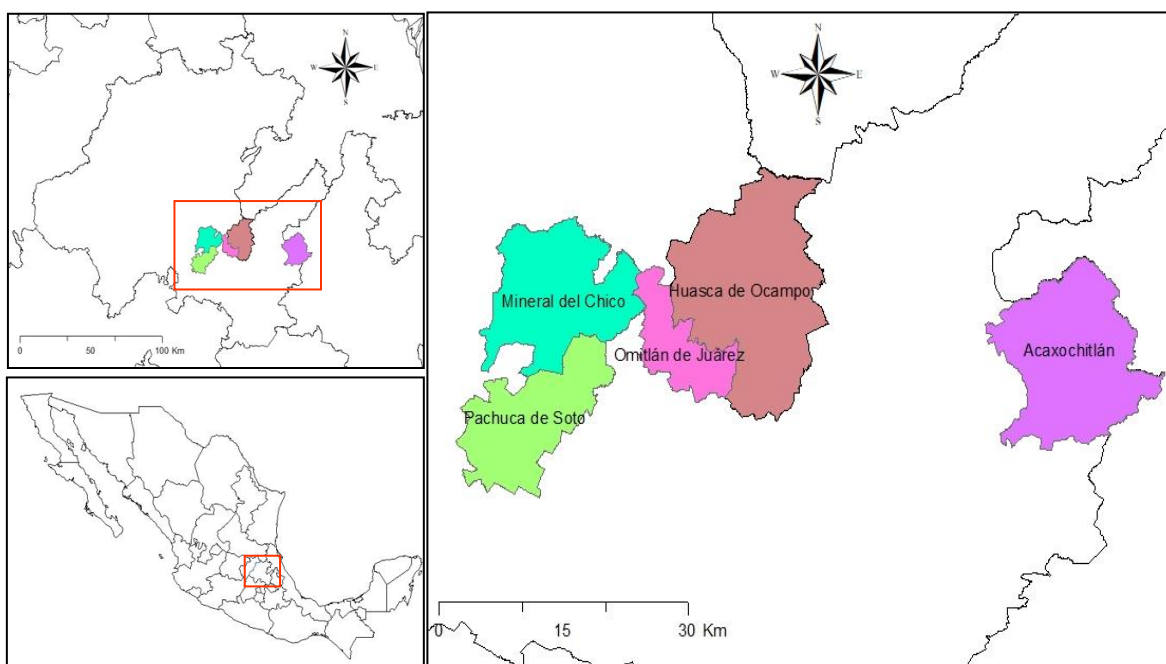 N
W E
S
0 50 100 Km
N
W E
S
Mineral del Chico
Huasca de Ocampo
Omitlán de Juárez
Acaxochitlán
Pachuca de Soto
0 15 30 Km